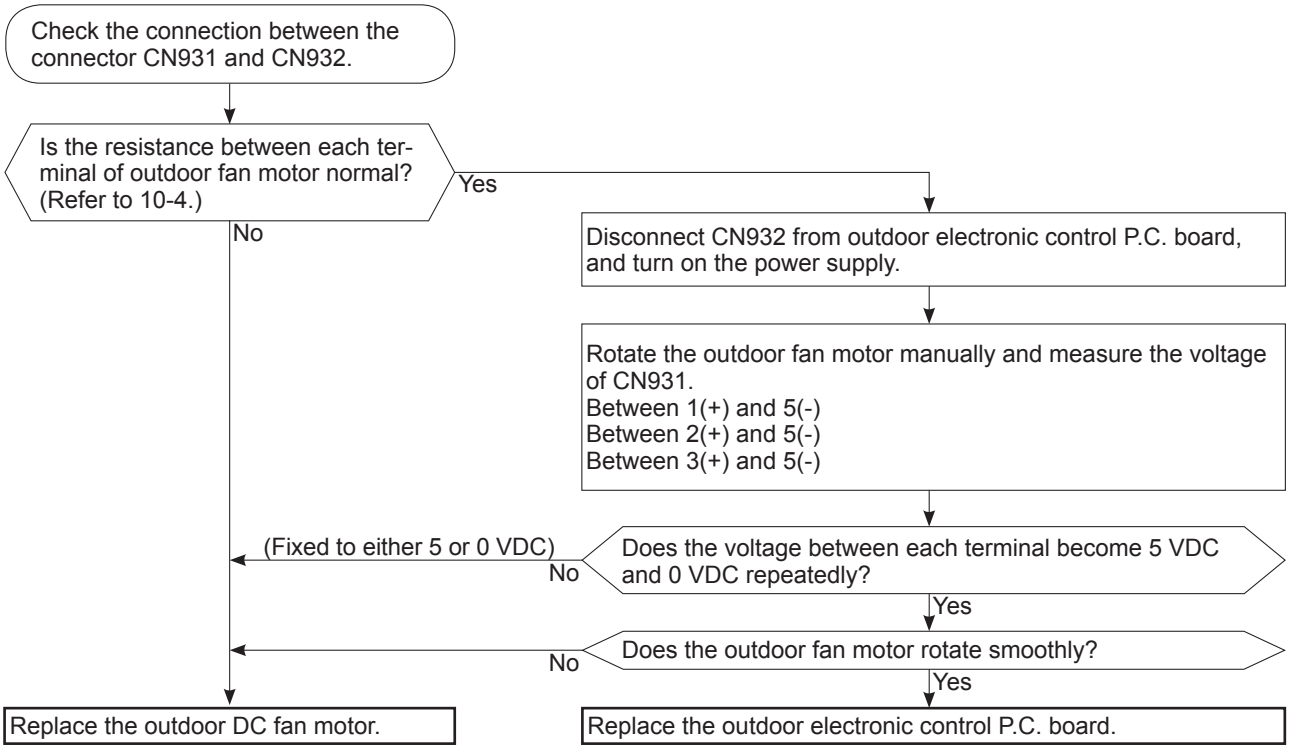 Check the connection between the
connector CN931 and CN932.
Is the resistance between each ter-
minal of outdoor fan motor normal?
(Refer to 10-4.)
Yes
No
Disconnect CN932 from outdoor electronic control P.C. board,
and turn on the power supply.
Rotate the outdoor fan motor manually and measure the voltage
of CN931.
Between 1(+) and 5(-)
Between 2(+) and 5(-)
Between 3(+) and 5(-)
(Fixed to either 5 or 0 VDC)
No
Does the voltage between each terminal become 5 VDC
and 0 VDC repeatedly?
Yes
No
Does the outdoor fan motor rotate smoothly?
Yes
Replace the outdoor DC fan motor.
Replace the outdoor electronic control P.C. board.